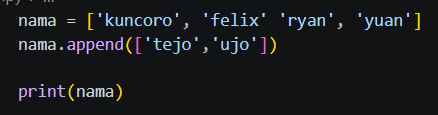 nama = ['kuncoro', 'felix' 'ryan', 'yuan']
nama.append(['tejo','ujo'])
print(nama)